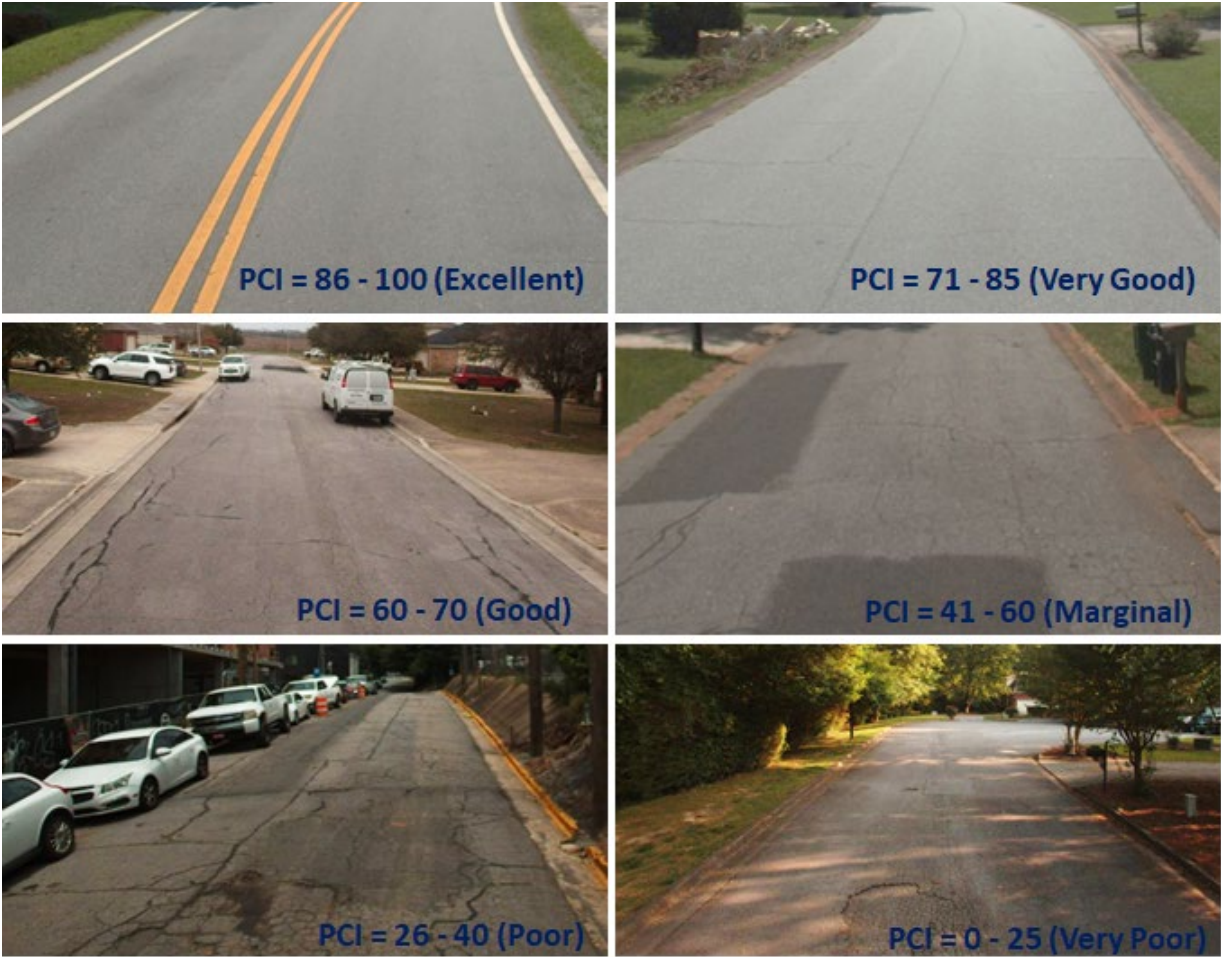 PCI = 86 - 100 (Excellent)
PCI = 71 - 85 (Very Good)
PCI = 60 - 70 (Good)
PCI = 41 - 60 (Marginal)
PCI = 26 - 40 (Poor)
PCI = 0 - 25 (Very Poor)